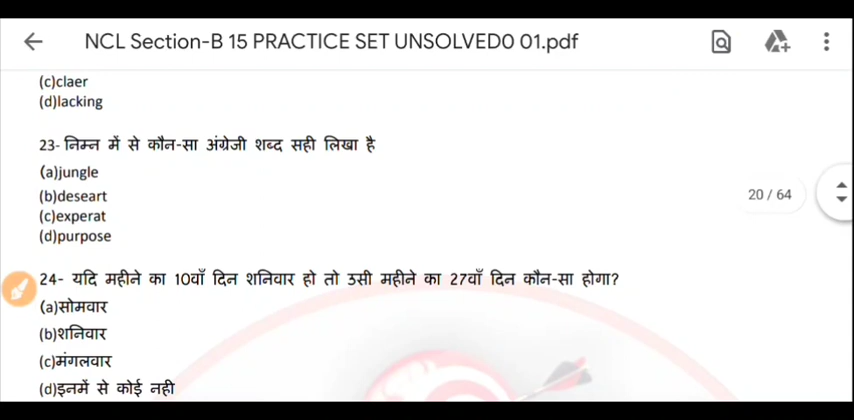 NCL Section-B 15 PRACTICE SET UNSOLVED0 01.pdf
(c)claer
(d)lacking
23- निम्न में से कौन-सा अंग्रेजी शब्द सही लिखा है
(a)jungle
(b)deseart
20 / 64
(c)experat
(d)purpose
24- यदि महीने का 10वाँ दिन शनिवार हो तो उसी महीने का 27वाँ दिन कौन-सा होगा?
(a)सोमवार
(b)शनिवार
(c)मंगलवार
(d)इनमें से कोई नही